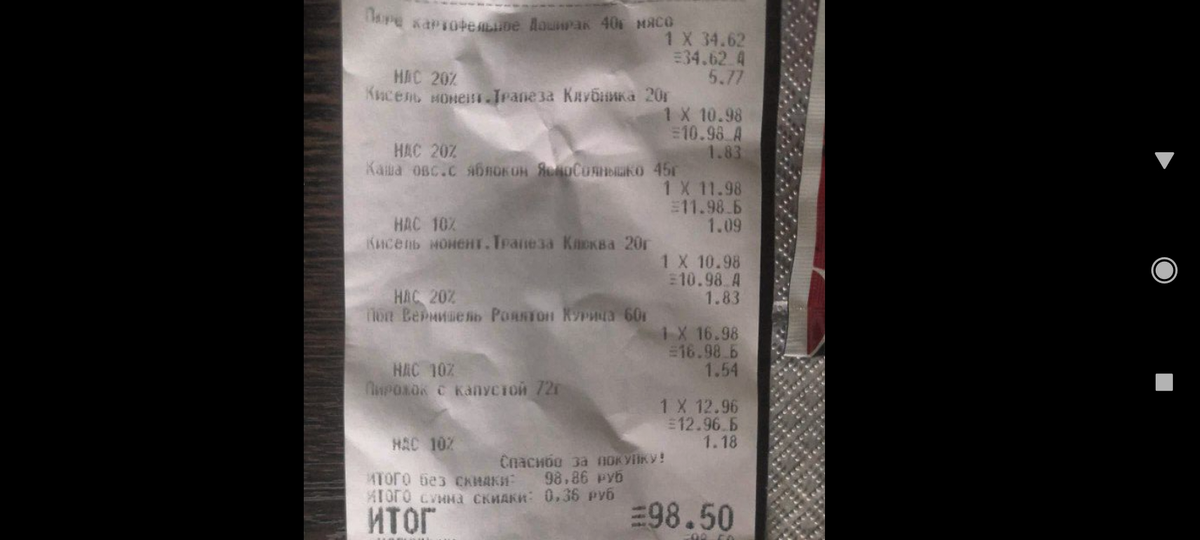 Пюре картофельное Доширак 40г мясо
1 X 34.62
≡34.62_А
НДС 20% 5.77
Кисель момент.Трапеза Клубника 20г
1 X 10.98
≡10.98_А
НДС 20% 1.83
Каша овс.с яблоком ЯсноСолнышко 45г
1 X 11.98
≡11.98_Б
НДС 10% 1.09
Кисель момент.Трапеза Клюква 20г
1 X 10.98
≡10.98_А
НДС 20% 1.83
Вермишель Роллтон Курица 60г
1 X 16.98
≡16.98_Б
НДС 10% 1.54
Пирожок с капустой 72г
1 X 12.96
≡12.96_Б
НДС 10% 1.18
Спасибо за покупку!
ИТОГО без скидки: 98.86 руб
ИТОГО сумма скидки: 0.36 руб
ИТОГ ≡98.50